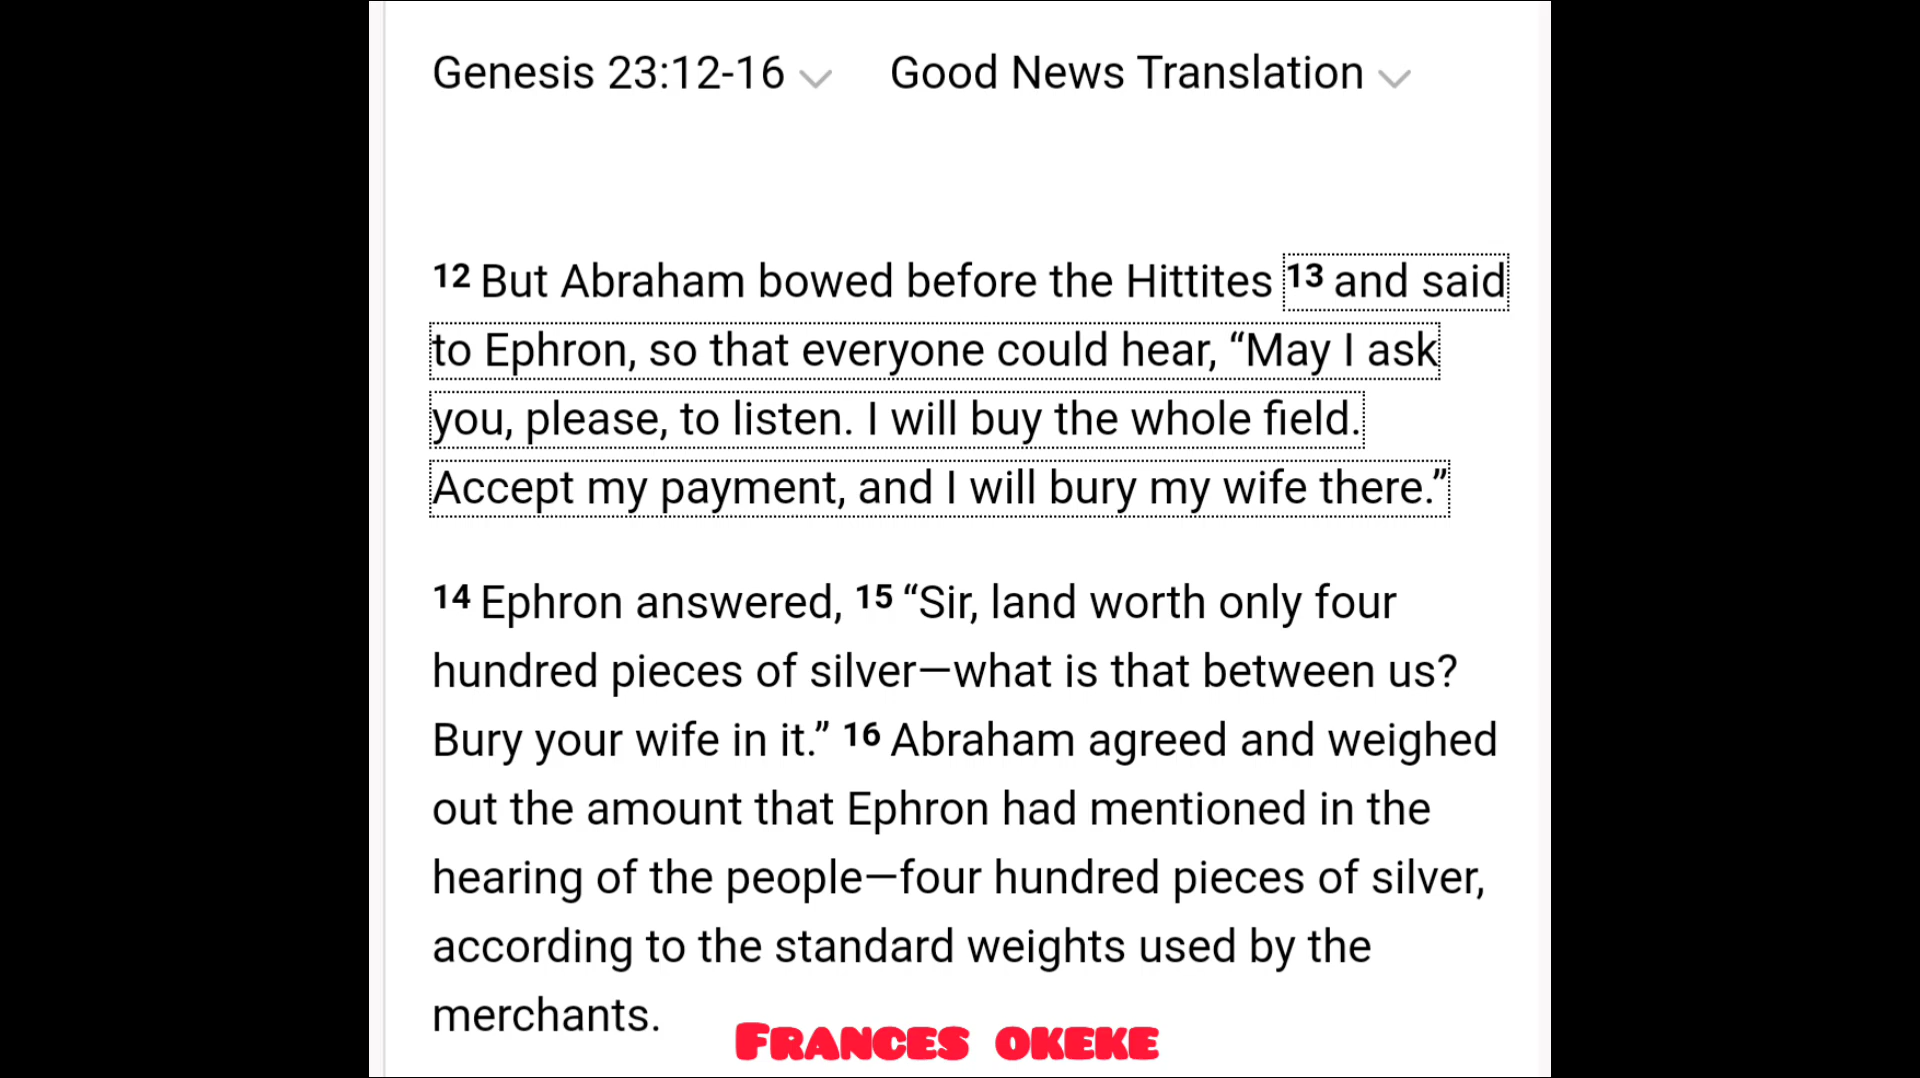 Genesis 23:12-16 Good News Translation
12 But Abraham bowed before the Hittites 13 and said
to Ephron, so that everyone could hear, “May I ask
you, please, to listen. I will buy the whole field.
Accept my payment, and I will bury my wife there.”
14 Ephron answered, 15 “Sir, land worth only four
hundred pieces of silver—what is that between us?
Bury your wife in it.” 16 Abraham agreed and weighed
out the amount that Ephron had mentioned in the
hearing of the people—four hundred pieces of silver,
according to the standard weights used by the
merchants.
FRANCES OKEKE